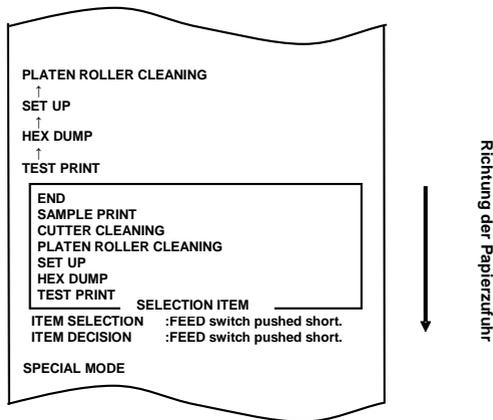 PLATEN ROLLER CLEANING
↑
SET UP
↑
HEX DUMP
↑
TEST PRINT
END
SAMPLE PRINT
CUTTER CLEANING
PLATEN ROLLER CLEANING
SET UP
HEX DUMP
TEST PRINT
SELECTION ITEM
ITEM SELECTION :FEED switch pushed short.
ITEM DECISION :FEED switch pushed short.
SPECIAL MODE
Richtung der Papierzufuhr